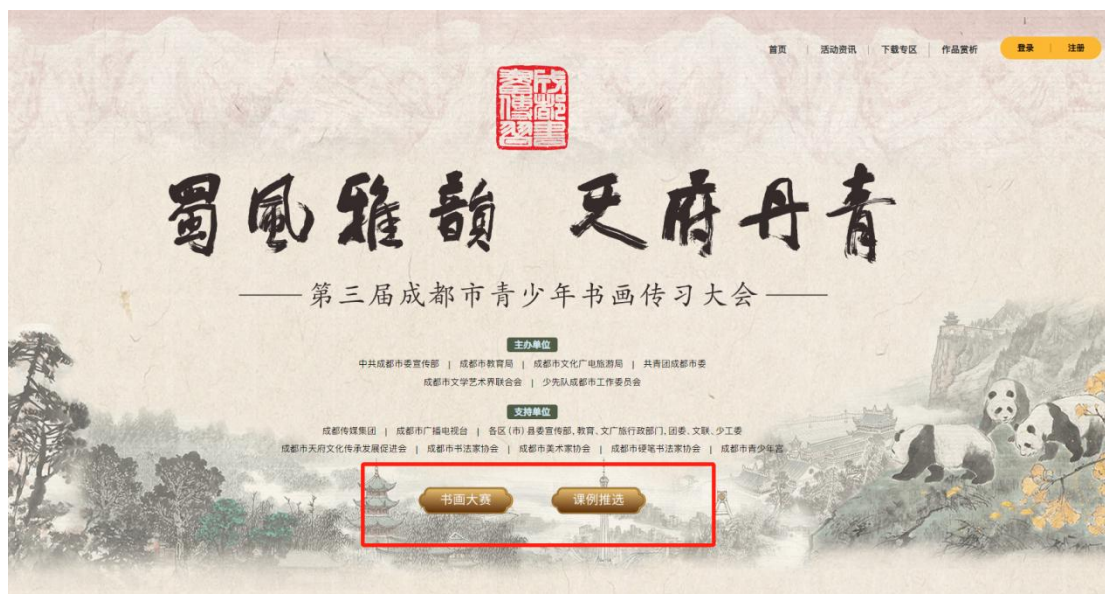 首页 | 活动资讯 | 下载专区 | 作品赏析 登录 | 注册
成都書畫傳習
蜀風雅韻 天府丹青
——第三届成都市青少年书画传习大会——
主办单位
中共成都市委宣传部 | 成都市教育局 | 成都市文化广电旅游局 | 共青团成都市委
成都市文学艺术界联合会 | 少先队成都市工作委员会
支持单位
成都传媒集团 | 成都市广播电视台 | 各区(市)县委宣传部、教育、文广旅行政部门、团委、文联、少工委
成都市天府文化传承发展促进会 | 成都市书法家协会 | 成都市美术家协会 | 成都市硬笔书法家协会 | 成都市青少年宫
书画大赛 课例推选